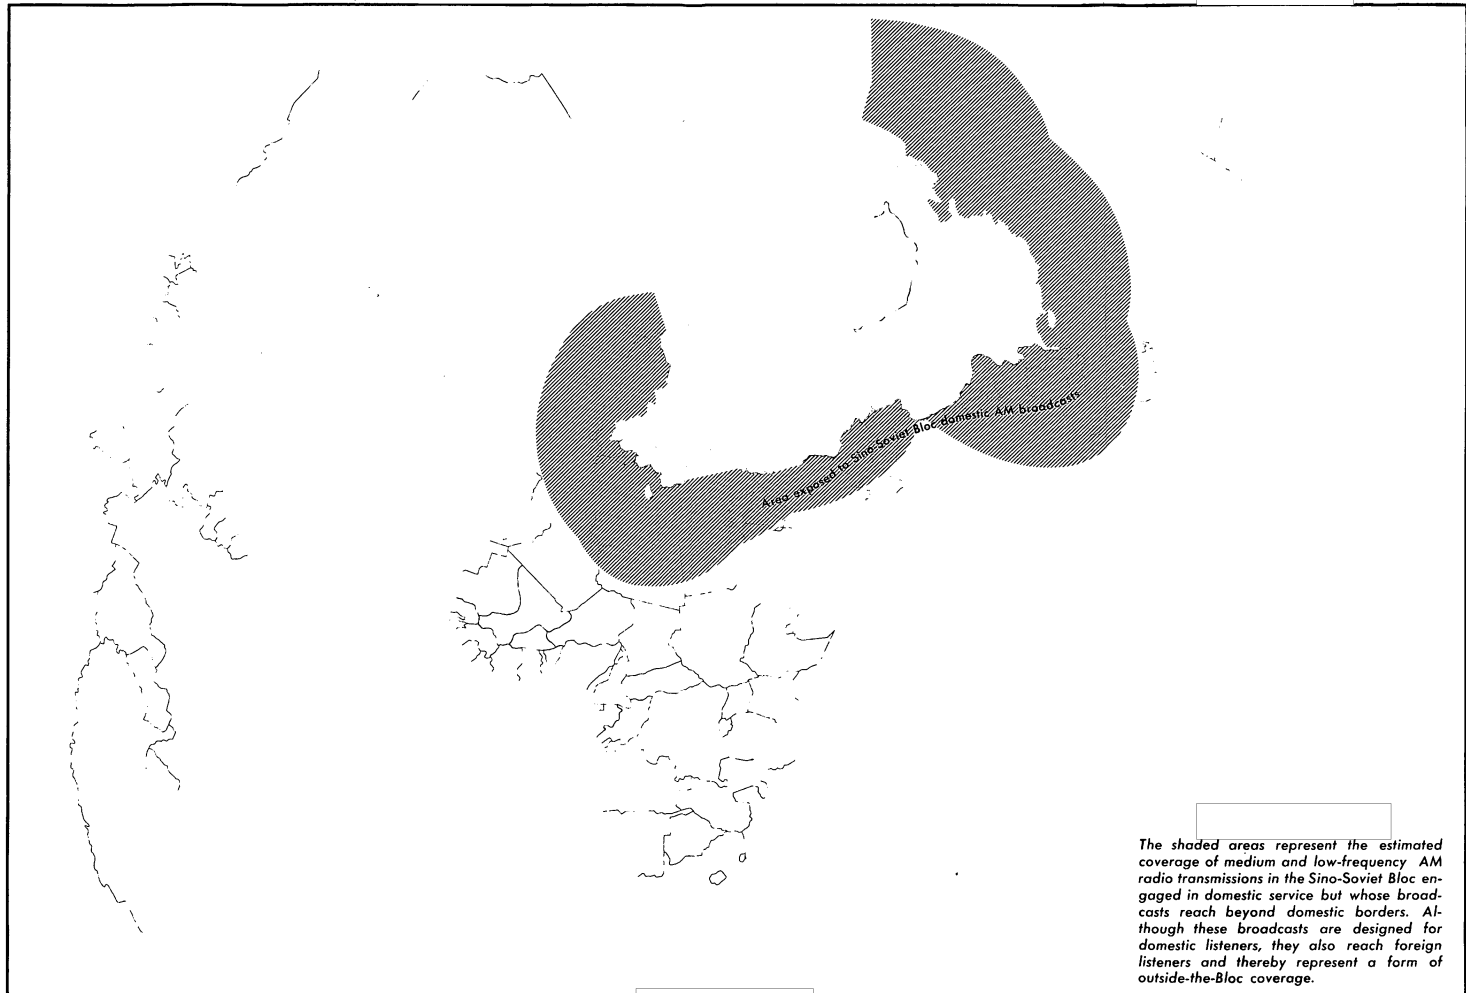 Area exposed to Sino-Soviet Bloc domestic AM broadcasts
The shaded areas represent the estimated
coverage of medium and low-frequency AM
radio transmissions in the Sino-Soviet Bloc en-
gaged in domestic service but whose broad-
casts reach beyond domestic borders. Al-
though these broadcasts are designed for
domestic listeners, they also reach foreign
listeners and thereby represent a form of
outside-the-Bloc coverage.